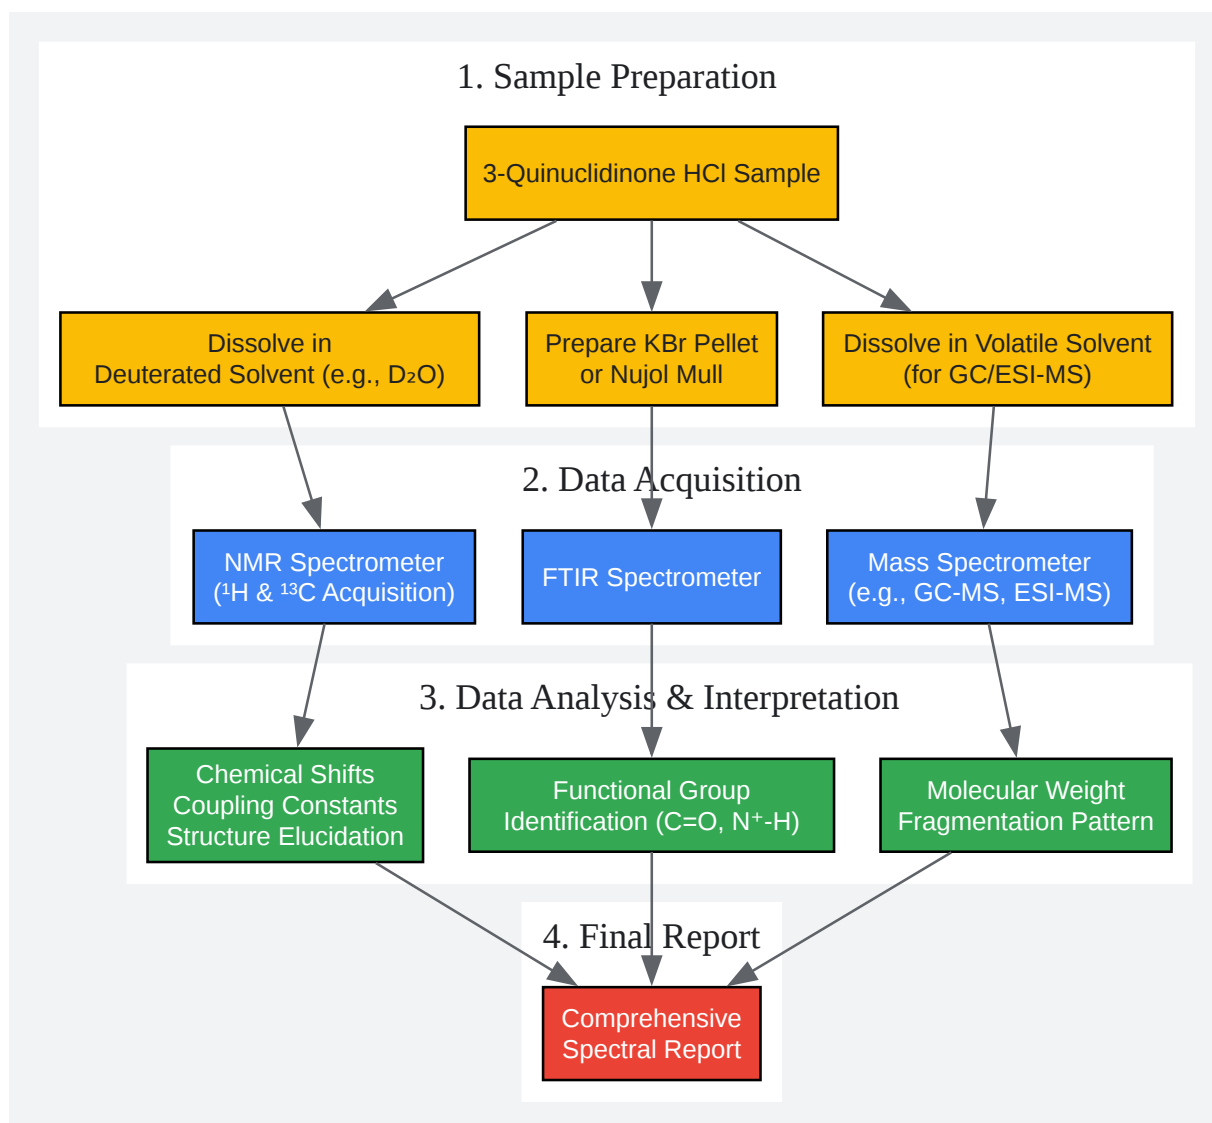 1. Sample Preparation
3-Quinuclidinone HCl Sample
Dissolve in
Deuterated Solvent (e.g., D₂O)
Prepare KBr Pellet
or Nujol Mull
Dissolve in Volatile Solvent
(for GC/ESI-MS)
2. Data Acquisition
NMR Spectrometer
(¹H & ¹³C Acquisition)
FTIR Spectrometer
Mass Spectrometer
(e.g., GC-MS, ESI-MS)
3. Data Analysis & Interpretation
Chemical Shifts
Coupling Constants
Structure Elucidation
Functional Group
Identification (C=O, N⁺-H)
Molecular Weight
Fragmentation Pattern
4. Final Report
Comprehensive
Spectral Report